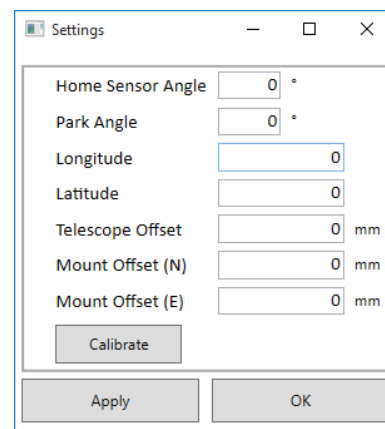 Settings
Home Sensor Angle 0 °
Park Angle 0 °
Longitude 0
Latitude 0
Telescope Offset 0 mm
Mount Offset (N) 0 mm
Mount Offset (E) 0 mm
Calibrate
Apply OK